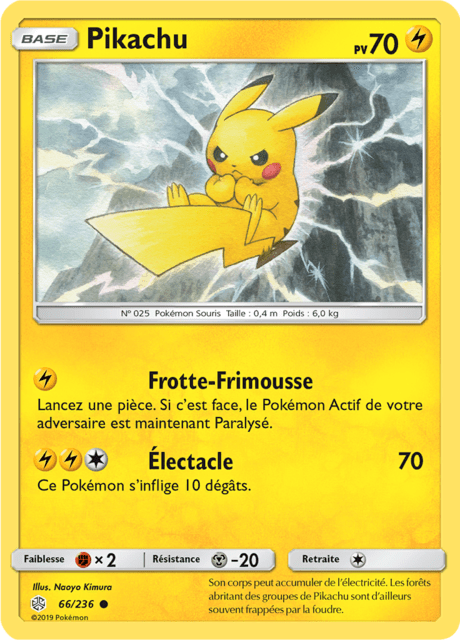 BASE Pikachu PV 70
N° 025 Pokémon Souris Taille : 0,4 m Poids : 6,0 kg
Frotte-Frimousse
Lancez une pièce. Si c'est face, le Pokémon Actif de votre
adversaire est maintenant Paralysé.
Électacle 70
Ce Pokémon s'inflige 10 dégâts.
Faiblesse ×2 Résistance -20 Retraite
Illus. Naoyo Kimura
66/236
©2019 Pokémon
Son corps peut accumuler de l'électricité. Les forêts
abritant des groupes de Pikachu sont d'ailleurs
souvent frappées par la foudre.